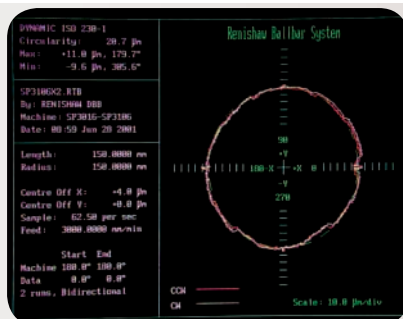 DYNAMIC ISO 230-1
Circularity: 20.7 µm
Max: +11.0 µm, 179.7°
Min: -9.6 µm, 305.6°
SP3106X2.RTB
By: RENISHAW DBD
Machine: SP3016-SP3106
Date: 08:59 Jun 28 2001
Length: 150.0000 mm
Radius: 150.0000 mm
Centre Off X: +4.0 µm
Centre Off Y: +0.0 µm
Sample: 62.50 per sec
Feed: 3000.0000 mm/min
Start End
Machine 180.0° 180.0°
Data 0.0° 0.0°
2 runs, Bidirectional
Renishaw Ballbar System
90
+Y
180 -X +X 0
-Y
270
CCW
CW
Scale: 10.0 µm/div